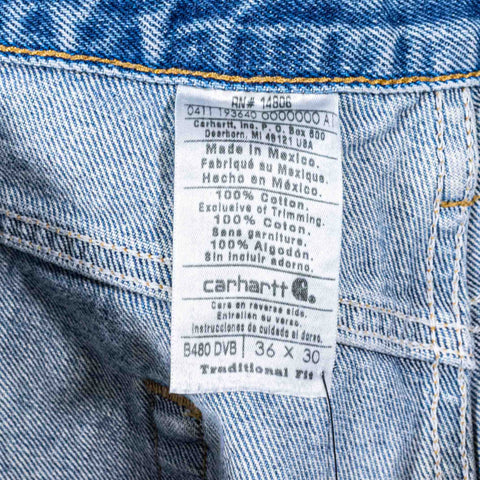 RN# 14806
0411 193640 0000000 A
Carhartt, Inc. P.O. Box 600
Dearborn, MI 48121 USA
Made in Mexico.
Fabriqué au Mexique.
Hecho en México.
100% Cotton.
Exclusive of Trimming.
100% Coton.
Sans garniture.
100% Algodón.
Sin incluir adorno.
carhartt
Care on reverse side.
Entretien au verso.
Instrucciones de cuidado al dorso.
B480 DVB 36 X 30
Traditional Fit